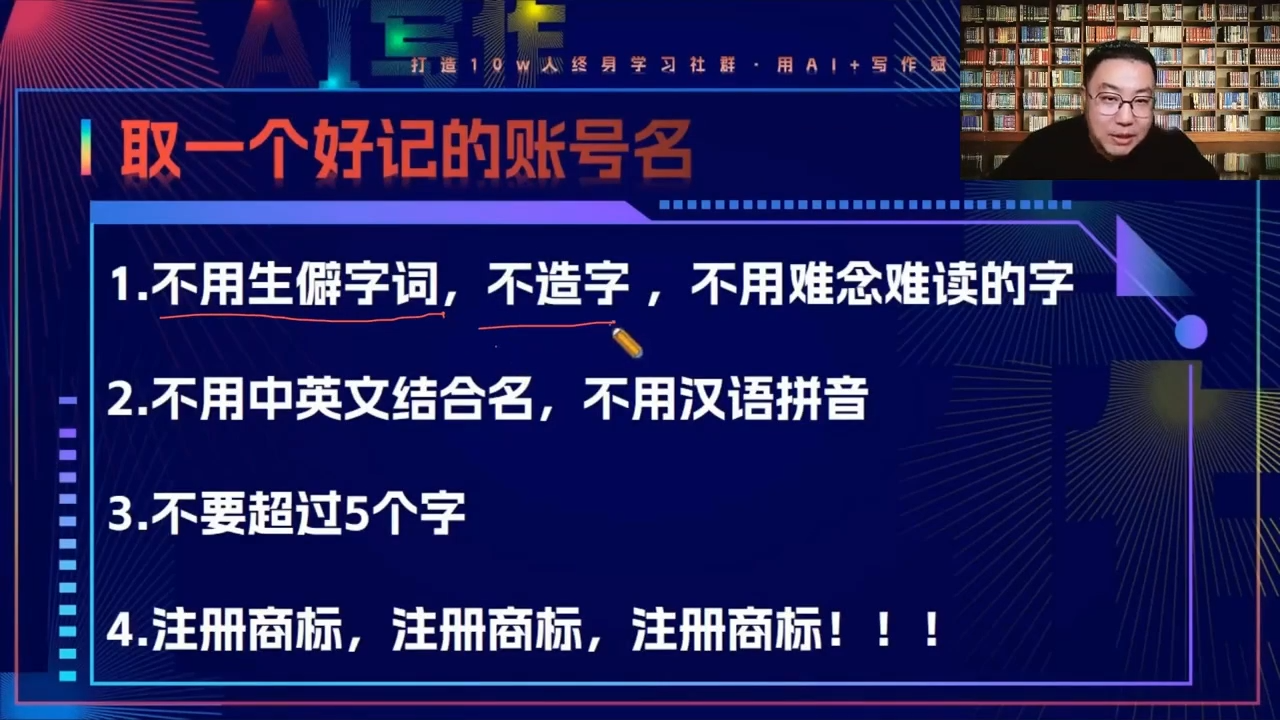 AI写作
打造10w人终身学习社群·用AI+写作赋
取一个好记的账号名
1.不用生僻字词，不造字，不用难念难读的字
2.不用中英文结合名，不用汉语拼音
3.不要超过5个字
4.注册商标，注册商标，注册商标！！！